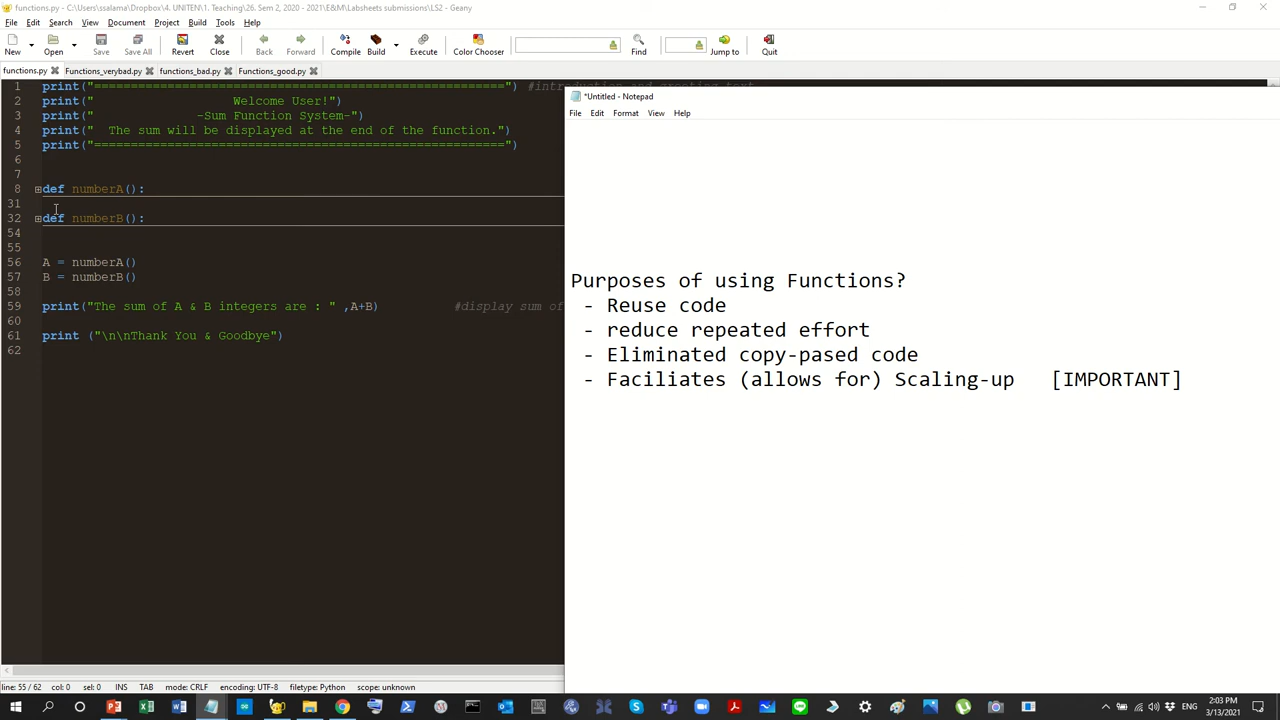 functions.py - C:\Users\ssalama\Dropbox\4. UNITEN\1. Teaching\26. Sem 2, 2020 - 2021\E&M\Labsheets submissions\LS2 - Geany
File Edit Search View Document Project Build Tools Help
New Open Save Save All Revert Close Back Forward Compile Build Execute Color Chooser Find Jump to Quit
functions.py Functions_verybad.py functions_bad.py Functions_good.py
1 print("========================================================") #introduction and greeting text
2 print(" Welcome User!")
3 print(" -Sum Function System-")
4 print(" The sum will be displayed at the end of the function.")
5 print("========================================================")
6
7
8 def numberA():
31
32 def numberB():
54
55
56 A = numberA()
57 B = numberB()
58
59 print("The sum of A & B integers are : " ,A+B) #display sum of
60
61 print ("\n\nThank You & Goodbye")
62
*Untitled - Notepad
File Edit Format View Help
Purposes of using Functions?
- Reuse code
- reduce repeated effort
- Eliminated copy-pased code
- Faciliates (allows for) Scaling-up [IMPORTANT]
line: 55 / 62 col: 0 sel: 0 INS TAB mode: CRLF encoding: UTF-8 filetype: Python scope: unknown
ENG
2:03 PM
3/13/2021